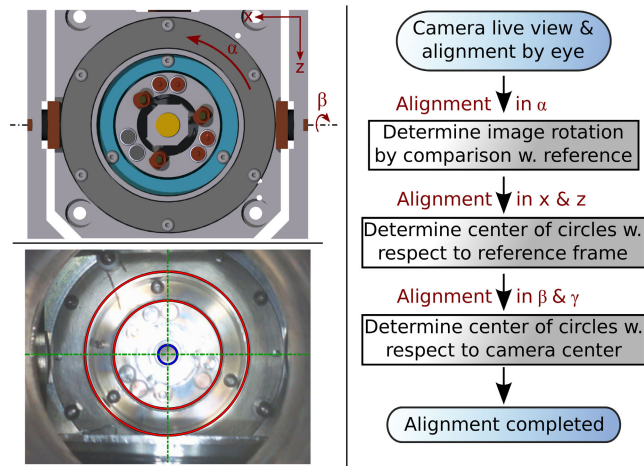 x
α
z
β
Camera live view &
alignment by eye
Alignment in α
Determine image rotation
by comparison w. reference
Alignment in x & z
Determine center of circles w.
respect to reference frame
Alignment in β & γ
Determine center of circles w.
respect to camera center
Alignment completed